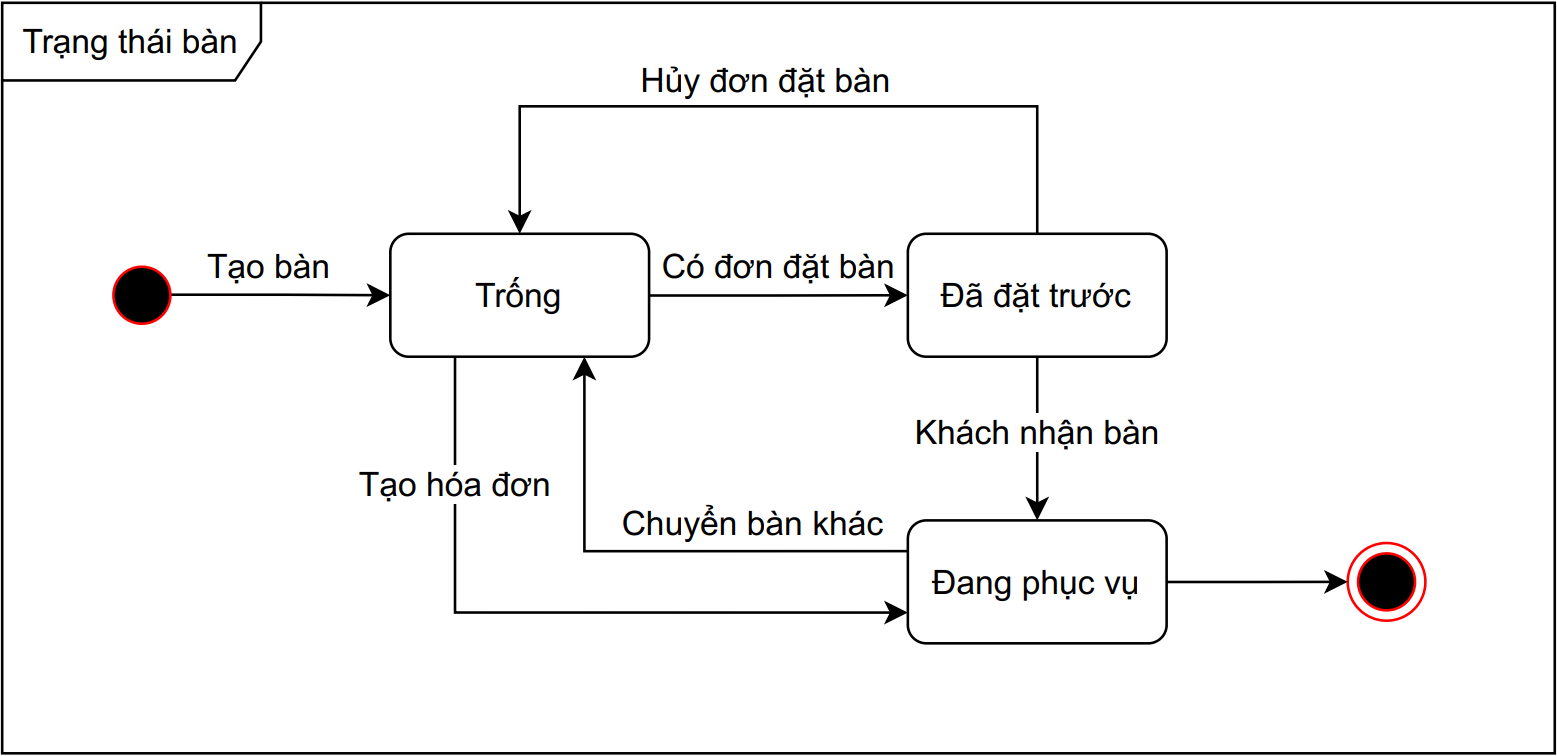 Trạng thái bàn
Hủy đơn đặt bàn
Tạo bàn
Trống
Có đơn đặt bàn
Đã đặt trước
Khách nhận bàn
Tạo hóa đơn
Chuyển bàn khác
Đang phục vụ